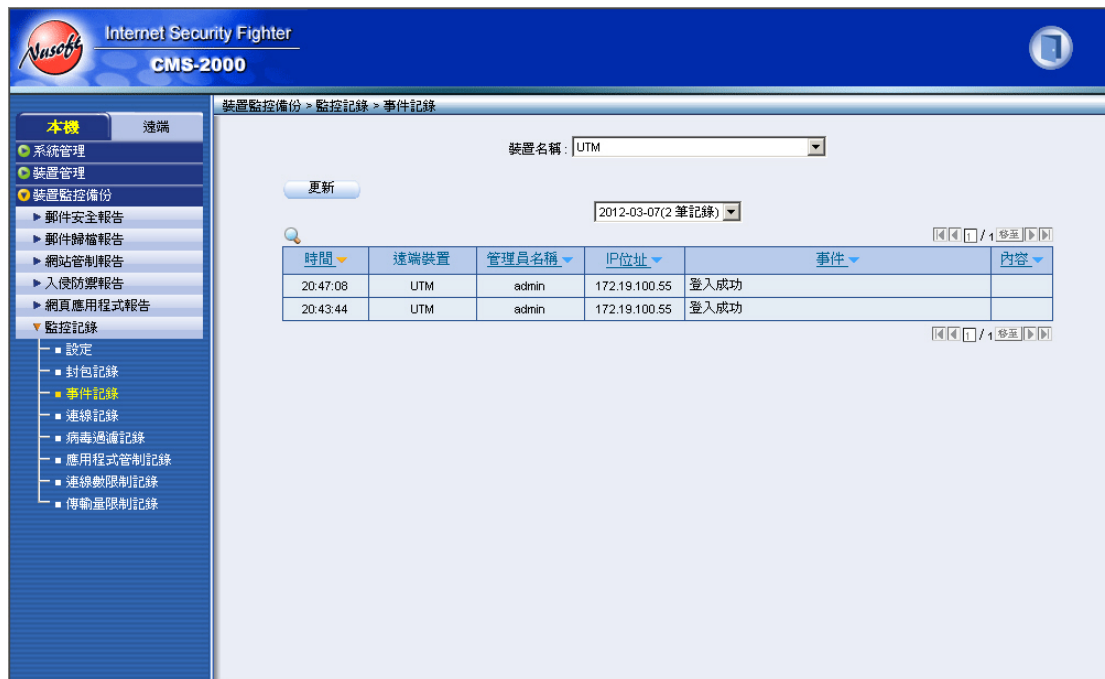 Nusoft
Internet Security Fighter
CMS-2000
本機 遠端
系統管理
裝置管理
裝置監控備份
郵件安全報告
郵件歸檔報告
網站管制報告
入侵防禦報告
網頁應用程式報告
監控記錄
設定
封包記錄
事件記錄
連線記錄
病毒過濾記錄
應用程式管制記錄
連線數限制記錄
傳輸量限制記錄
裝置監控備份 > 監控記錄 > 事件記錄
裝置名稱 : UTM
更新
2012-03-07(2 筆記錄)
1 / 1 移至
時間 遠端裝置 管理員名稱 IP位址 事件 內容
20:47:08 UTM admin 172.19.100.55 登入成功
20:43:44 UTM admin 172.19.100.55 登入成功
1 / 1 移至